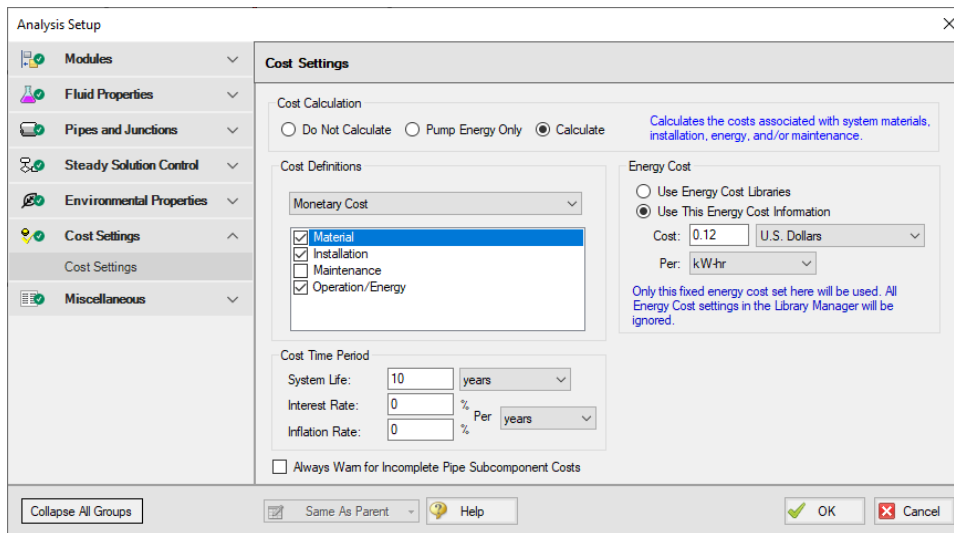 Analysis Setup
Modules
Fluid Properties
Pipes and Junctions
Steady Solution Control
Environmental Properties
Cost Settings
Cost Settings
Miscellaneous
Collapse All Groups
Cost Settings
Cost Calculation
Do Not Calculate
Pump Energy Only
Calculate
Calculates the costs associated with system materials,
installation, energy, and/or maintenance.
Cost Definitions
Monetary Cost
Material
Installation
Maintenance
Operation/Energy
Energy Cost
Use Energy Cost Libraries
Use This Energy Cost Information
Cost: 0.12 U.S. Dollars
Per: kW-hr
Only this fixed energy cost set here will be used. All
Energy Cost settings in the Library Manager will be
ignored.
Cost Time Period
System Life: 10 years
Interest Rate: 0 %
Per years
Inflation Rate: 0 %
Always Warn for Incomplete Pipe Subcomponent Costs
Same As Parent
Help
OK
Cancel